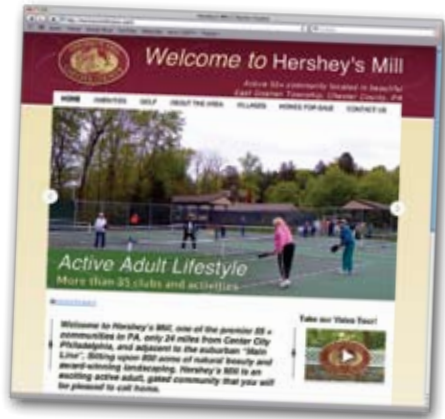 Welcome to Hershey's Mill
Active 55+ community located in beautiful
East Goshen Township, Chester County, PA
HOME AMENITIES GOLF ABOUT THE AREA VILLAGES HOMES FOR SALE CONTACT US
Active Adult Lifestyle
More than 85 clubs and activities
Take our Video Tour!
Welcome to Hershey's Mill, one of the premier 55 +
communities in PA, only 24 miles from Center City
Philadelphia, and adjacent to the suburban "Main
Line". Sitting upon 800 acres of natural beauty and
award-winning landscaping, Hershey's Mill is an
exciting active adult, gated community that you will
be pleased to call home.